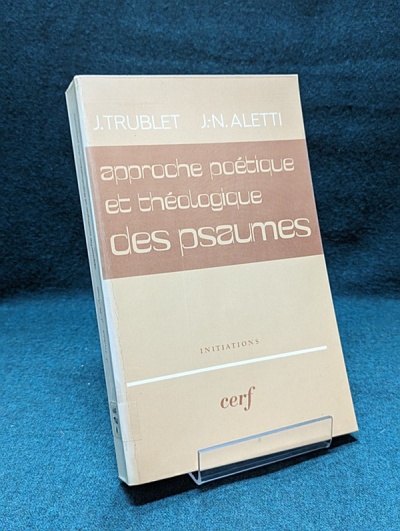 J. TRUBLET J.-N. ALETTI
approche poétique
et théologique
des psaumes
INITIATIONS
cerf